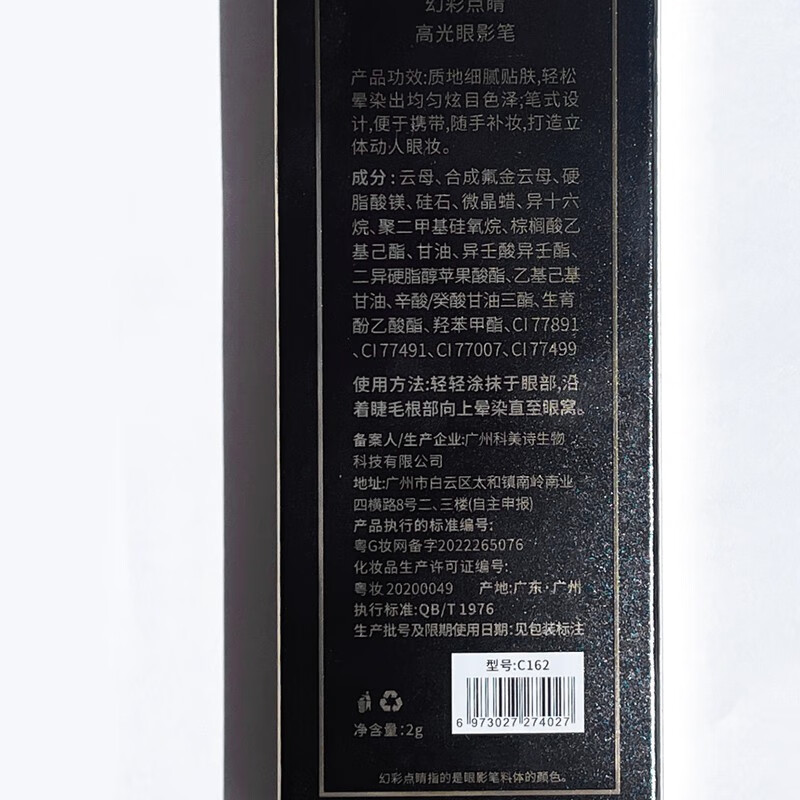 幻彩点睛
高光眼影笔
产品功效:质地细腻贴肤,轻松
晕染出均匀炫目色泽;笔式设
计,便于携带,随手补妆,打造立
体动人眼妆。
成分:云母、合成氟金云母、硬
脂酸镁、硅石、微晶蜡、异十六
烷、聚二甲基硅氧烷、棕榈酸乙
基己酯、甘油、异壬酸异壬酯、
二异硬脂醇苹果酸酯、乙基己基
甘油、辛酸/癸酸甘油三酯、生育
酚乙酸酯、羟苯甲酯、CI 77891
、CI 77491、CI 77007、CI 77499
使用方法:轻轻涂抹于眼部,沿
着睫毛根部向上晕染直至眼窝。
备案人/生产企业:广州科美诗生物
科技有限公司
地址:广州市白云区太和镇南岭南业
四横路8号二、三楼(自主申报)
产品执行的标准编号:
粤G妆网备字2022265076
化妆品生产许可证编号:
粤妆20200049 产地:广东·广州
执行标准:QB/T 1976
生产批号及限期使用日期:见包装标注
型号:C162
6 973027 274027
净含量:2g
幻彩点睛指的是眼影笔料体的颜色。